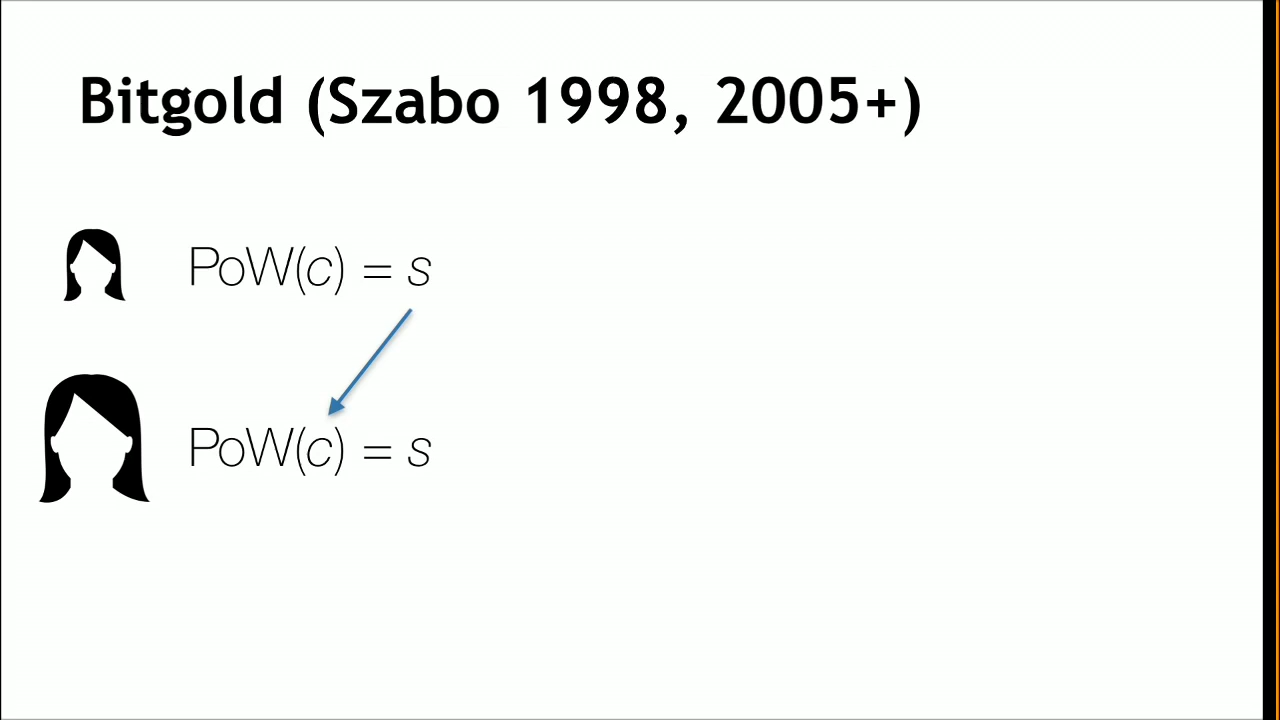 Bitgold (Szabo 1998, 2005+)
PoW(c) = s
PoW(c) = s